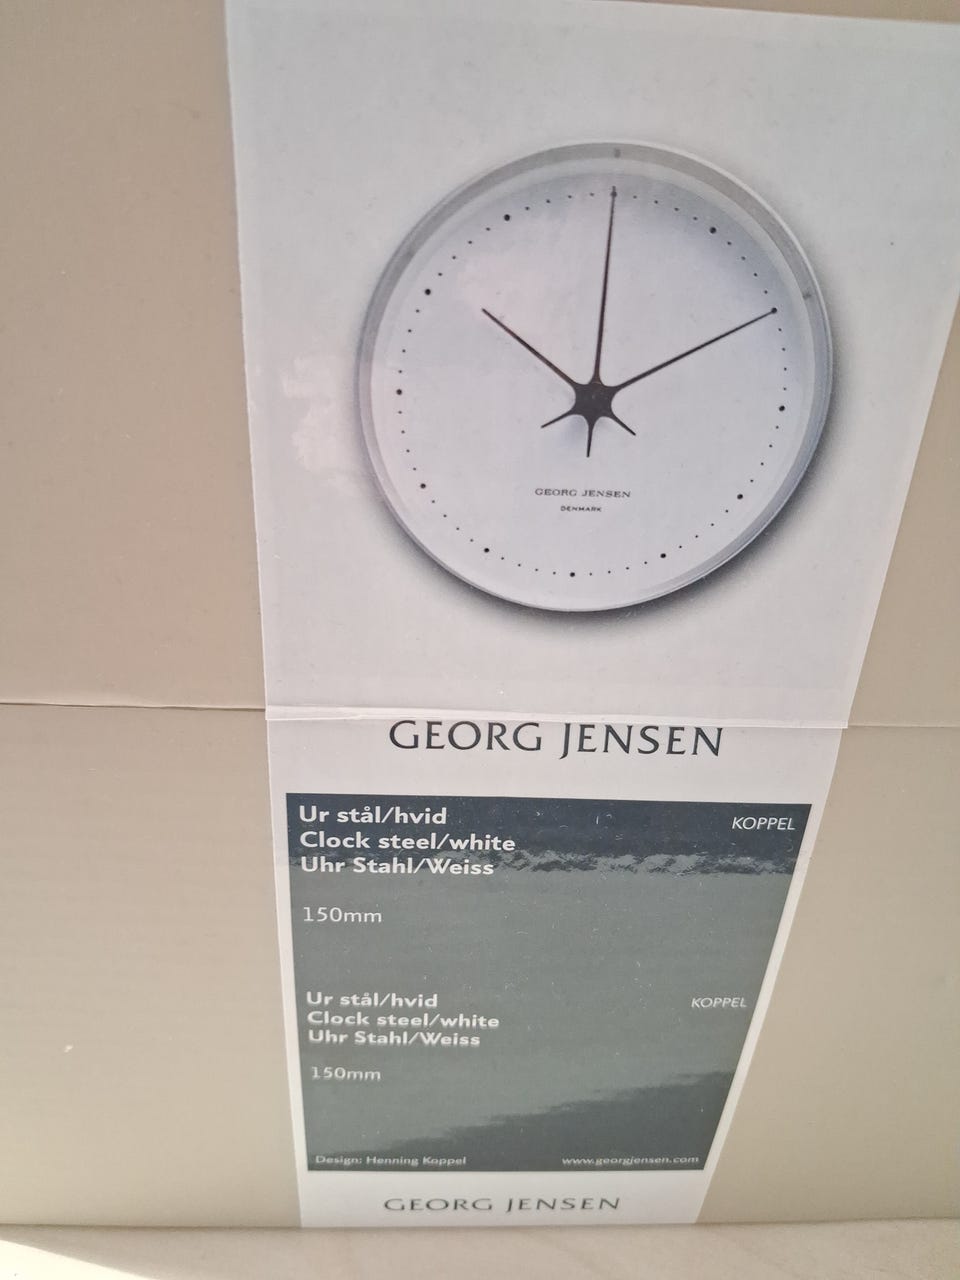 GEORG JENSEN
DENMARK
GEORG JENSEN
Ur stål/hvid
KOPPEL
Clock steel/white
Uhr Stahl/Weiss
150mm
Ur stål/hvid
KOPPEL
Clock steel/white
Uhr Stahl/Weiss
150mm
Design: Henning Koppel
www.georgjensen.com
GEORG JENSEN